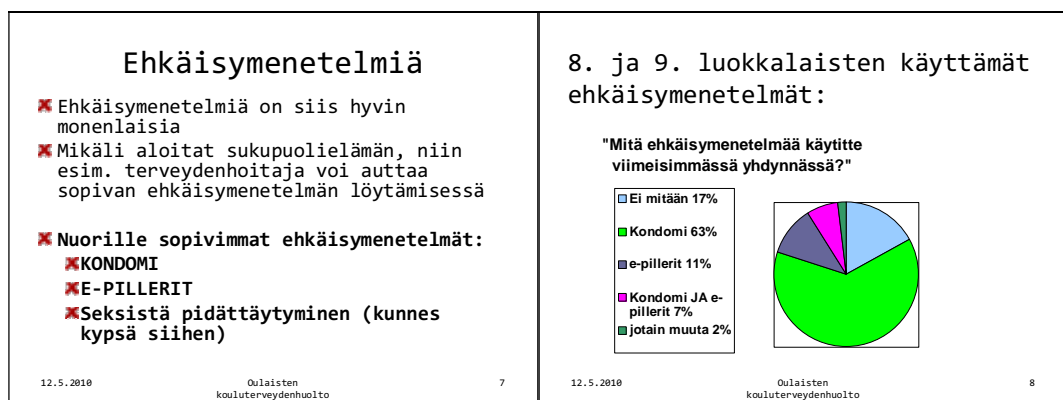 Ehkäisymenetelmiä
Ehkäisymenetelmiä on siis hyvin
monenlaisia
Mikäli aloitat sukupuolielämän, niin
esim. terveydenhoitaja voi auttaa
sopivan ehkäisymenetelmän löytämisessä
Nuorille sopivimmat ehkäisymenetelmät:
KONDOMI
E-PILLERIT
Seksistä pidättäytyminen (kunnes
kypsä siihen)
12.5.2010
Oulaisten
kouluterveydenhuolto
7
8. ja 9. luokkalaisten käyttämät
ehkäisymenetelmät:
"Mitä ehkäisymenetelmää käytitte
viimeisimmässä yhdynnässä?"
Ei mitään 17%
Kondomi 63%
e-pillerit 11%
Kondomi JA e-
pillerit 7%
jotain muuta 2%
12.5.2010
Oulaisten
kouluterveydenhuolto
8